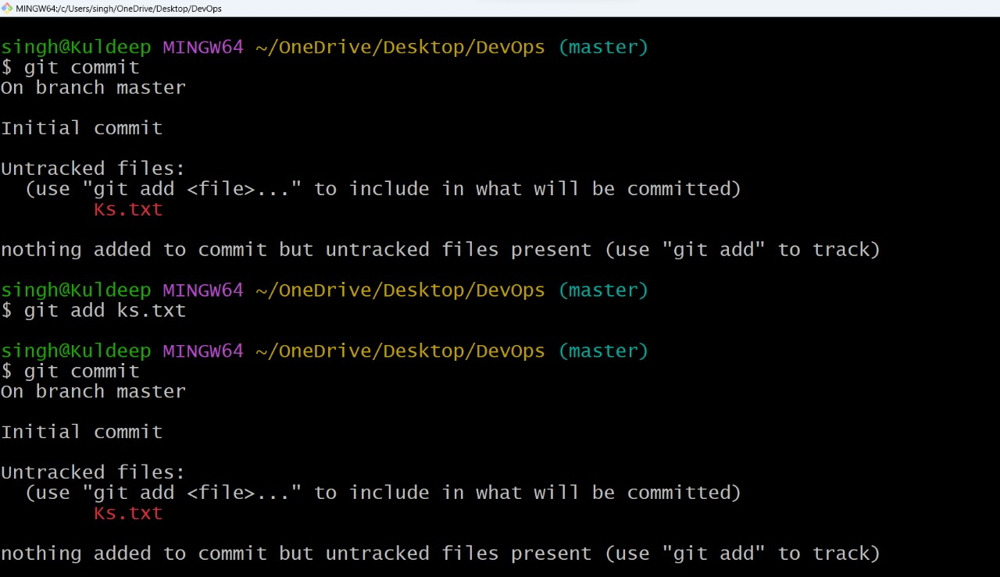 MINGW64:/c/Users/singh/OneDrive/Desktop/DevOps
singh@Kuldeep MINGW64 ~/OneDrive/Desktop/DevOps (master)
$ git commit
On branch master
Initial commit
Untracked files:
(use "git add <file>..." to include in what will be committed)
Ks.txt
nothing added to commit but untracked files present (use "git add" to track)
singh@Kuldeep MINGW64 ~/OneDrive/Desktop/DevOps (master)
$ git add ks.txt
singh@Kuldeep MINGW64 ~/OneDrive/Desktop/DevOps (master)
$ git commit
On branch master
Initial commit
Untracked files:
(use "git add <file>..." to include in what will be committed)
Ks.txt
nothing added to commit but untracked files present (use "git add" to track)